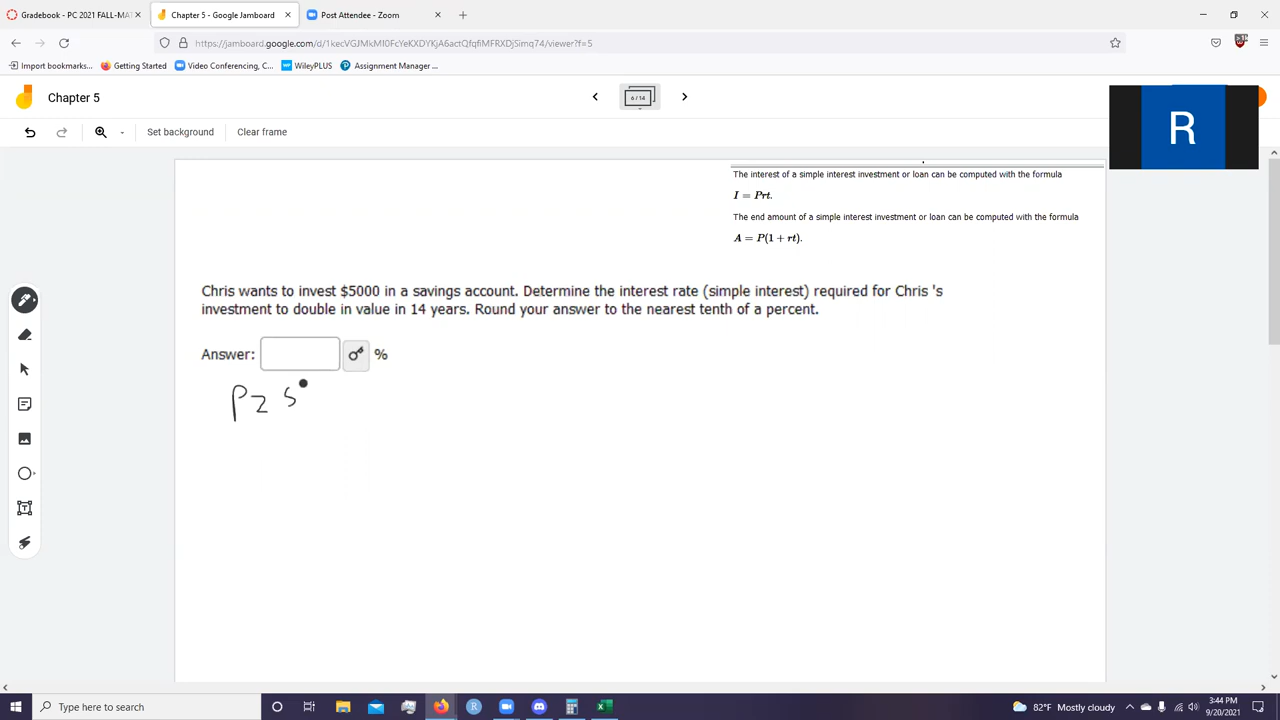 Gradebook - PC 2021 FALL-MAT
Chapter 5 - Google Jamboard
Post Attendee - Zoom
https://jamboard.google.com/d/1kecVGJMkMI0FcYeKXDYKjA6actQfqfiMFRXDjSimq74/viewer?f=5
Import bookmarks...
Getting Started
Video Conferencing, C...
WileyPLUS
Assignment Manager ...
Chapter 5
6 / 14
Set background
Clear frame
R
The interest of a simple interest investment or loan can be computed with the formula
I = Prt.
The end amount of a simple interest investment or loan can be computed with the formula
A = P(1 + rt).
Chris wants to invest $5000 in a savings account. Determine the interest rate (simple interest) required for Chris 's
investment to double in value in 14 years. Round your answer to the nearest tenth of a percent.
Answer: %
P = 5
Type here to search
82°F Mostly cloudy
3:44 PM
9/20/2021